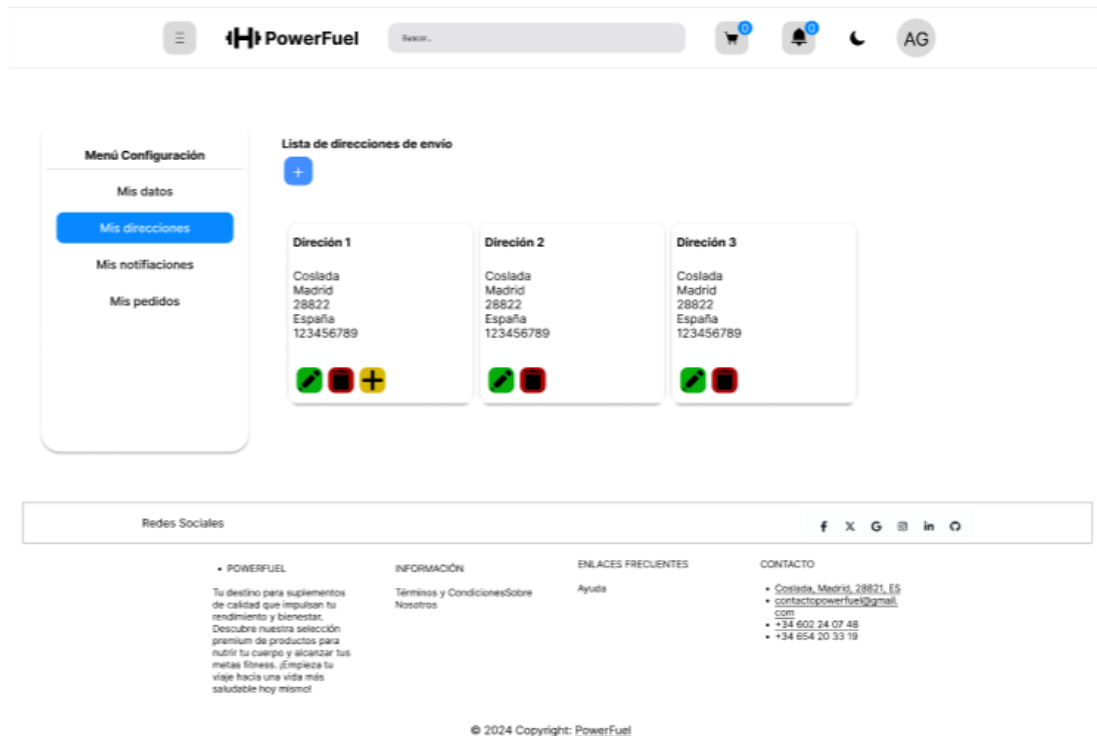 PowerFuel
Buscar...
0
0
AG
Menú Configuración
Mis datos
Mis direcciones
Mis notifiaciones
Mis pedidos
Lista de direcciones de envío
+
Direción 1
Coslada
Madrid
28822
España
123456789
Direción 2
Coslada
Madrid
28822
España
123456789
Direción 3
Coslada
Madrid
28822
España
123456789
Redes Sociales
• POWERFUEL
Tu destino para suplementos
de calidad que impulsan tu
rendimiento y bienestar.
Descubre nuestra selección
premium de productos para
nutrir tu cuerpo y alcanzar tus
metas fitness. ¡Empieza tu
viaje hacia una vida más
saludable hoy mismo!
INFORMACIÓN
Términos y CondicionesSobre
Nosotros
ENLACES FRECUENTES
Ayuda
CONTACTO
• Coslada, Madrid, 28821, ES
• contactopowerfuel@gmail.
com
• +34 602 24 07 48
• +34 654 20 33 19
© 2024 Copyright: PowerFuel